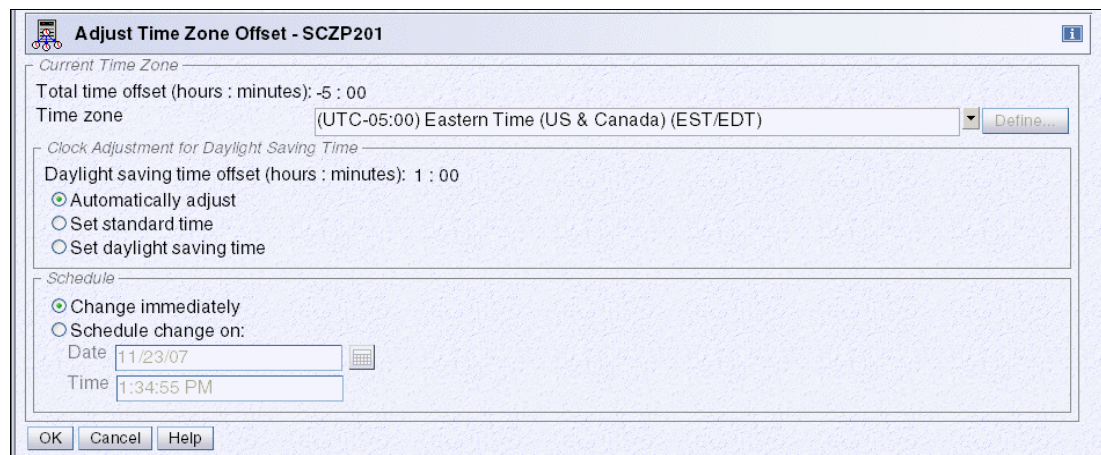 Adjust Time Zone Offset - SCZP201
i
Current Time Zone
Total time offset (hours : minutes): -5 : 00
Time zone (UTC-05:00) Eastern Time (US & Canada) (EST/EDT) Define...
Clock Adjustment for Daylight Saving Time
Daylight saving time offset (hours : minutes): 1 : 00
Automatically adjust
Set standard time
Set daylight saving time
Schedule
Change immediately
Schedule change on:
Date 11/23/07
Time 1:34:55 PM
OK Cancel Help